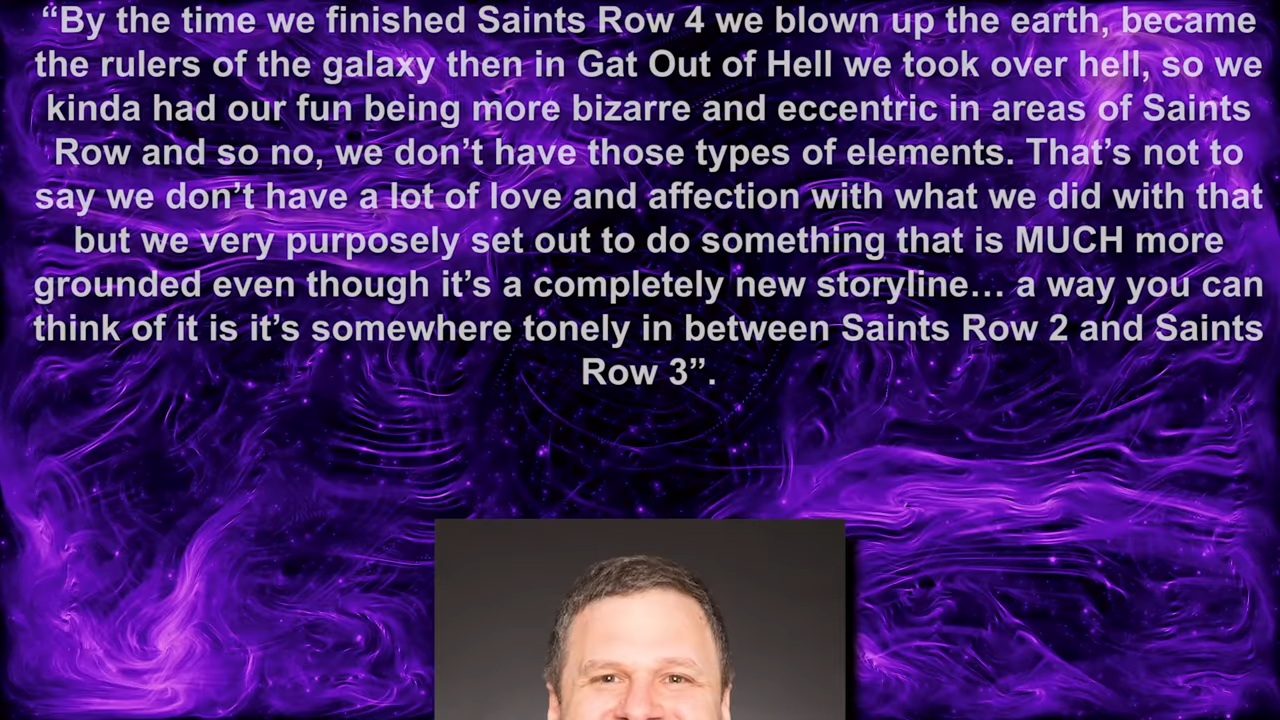 “By the time we finished Saints Row 4 we blown up the earth, became
the rulers of the galaxy then in Gat Out of Hell we took over hell, so we
kinda had our fun being more bizarre and eccentric in areas of Saints
Row and so no, we don’t have those types of elements. That’s not to
say we don’t have a lot of love and affection with what we did with that
but we very purposely set out to do something that is MUCH more
grounded even though it’s a completely new storyline… a way you can
think of it is it’s somewhere tonely in between Saints Row 2 and Saints
Row 3”.